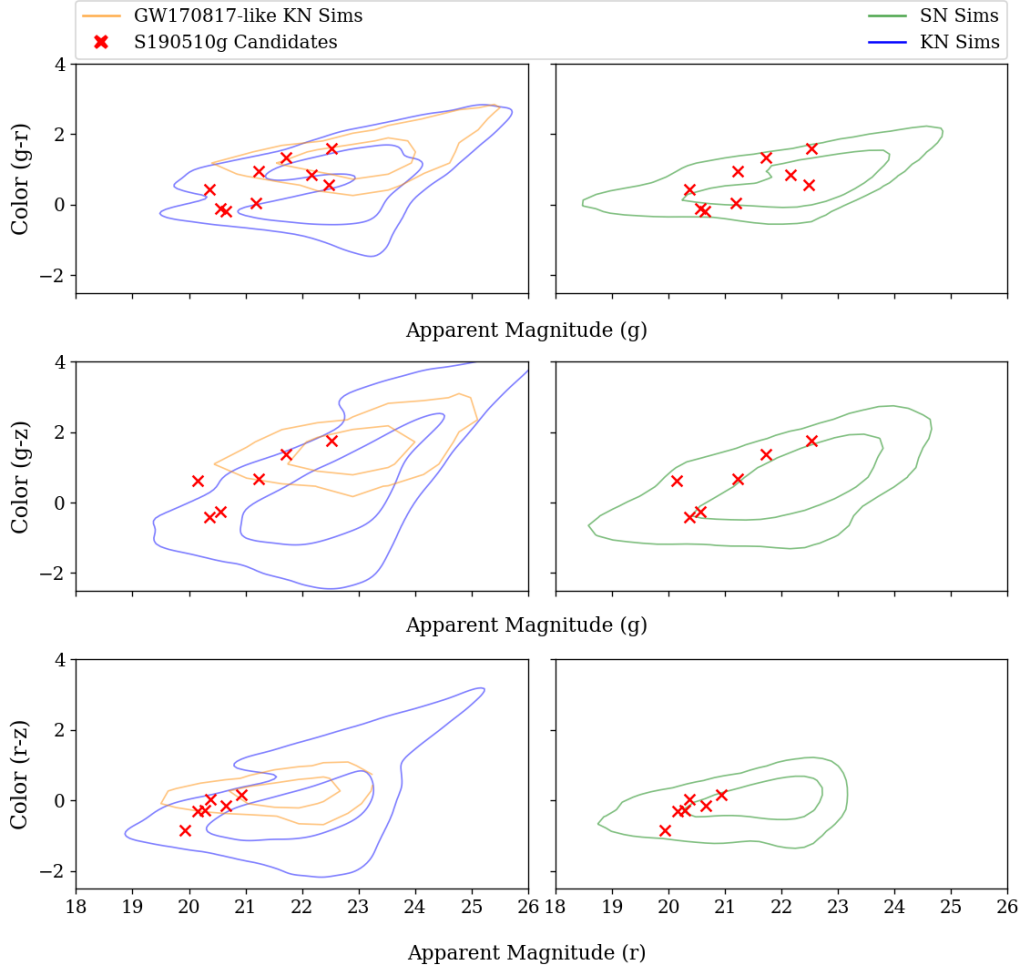 GW170817-like KN Sims
S190510g Candidates
SN Sims
KN Sims
4
2
0
−2
Color (g-r)
Apparent Magnitude (g)
4
2
0
−2
Color (g-z)
Apparent Magnitude (g)
4
2
0
−2
Color (r-z)
18 19 20 21 22 23 24 25 26 18 19 20 21 22 23 24 25 26
Apparent Magnitude (r)